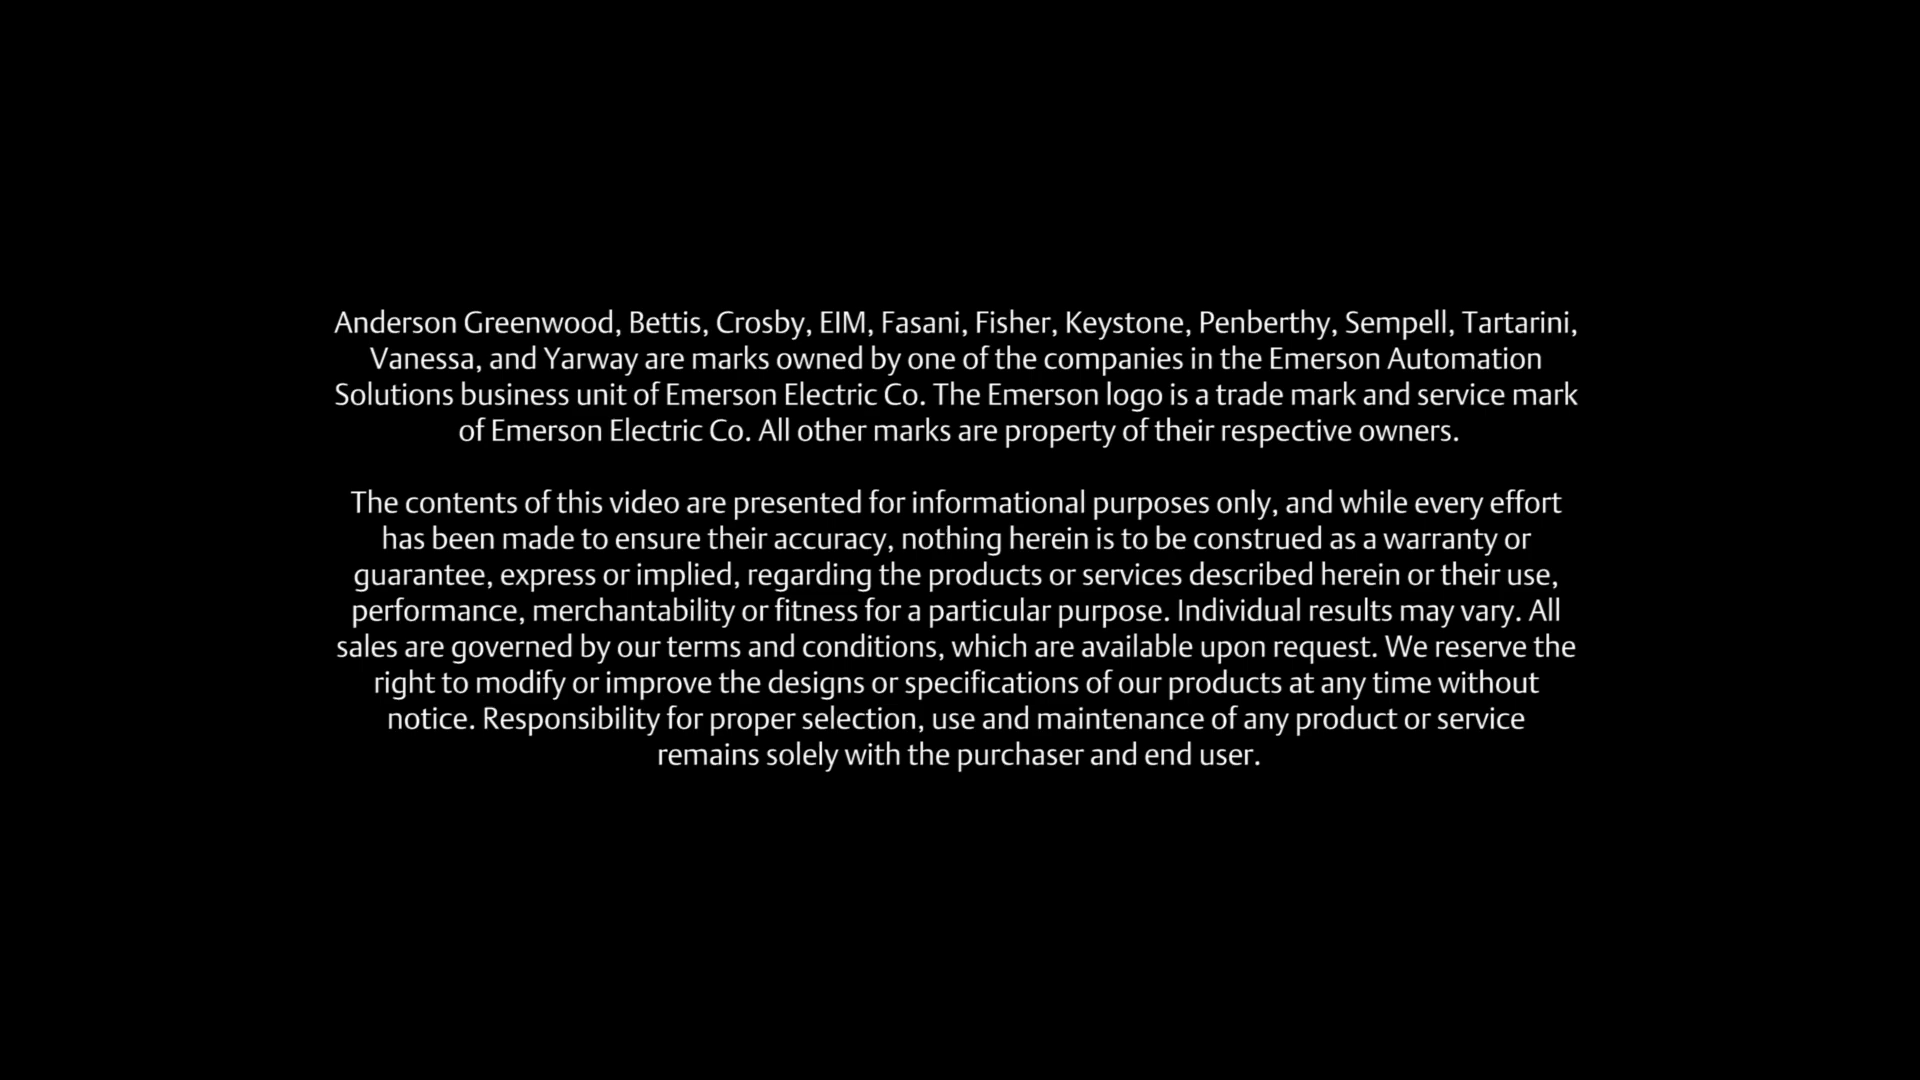 Anderson Greenwood, Bettis, Crosby, EIM, Fasani, Fisher, Keystone, Penberthy, Sempell, Tartarini,
Vanessa, and Yarway are marks owned by one of the companies in the Emerson Automation
Solutions business unit of Emerson Electric Co. The Emerson logo is a trade mark and service mark
of Emerson Electric Co. All other marks are property of their respective owners.
The contents of this video are presented for informational purposes only, and while every effort
has been made to ensure their accuracy, nothing herein is to be construed as a warranty or
guarantee, express or implied, regarding the products or services described herein or their use,
performance, merchantability or fitness for a particular purpose. Individual results may vary. All
sales are governed by our terms and conditions, which are available upon request. We reserve the
right to modify or improve the designs or specifications of our products at any time without
notice. Responsibility for proper selection, use and maintenance of any product or service
remains solely with the purchaser and end user.